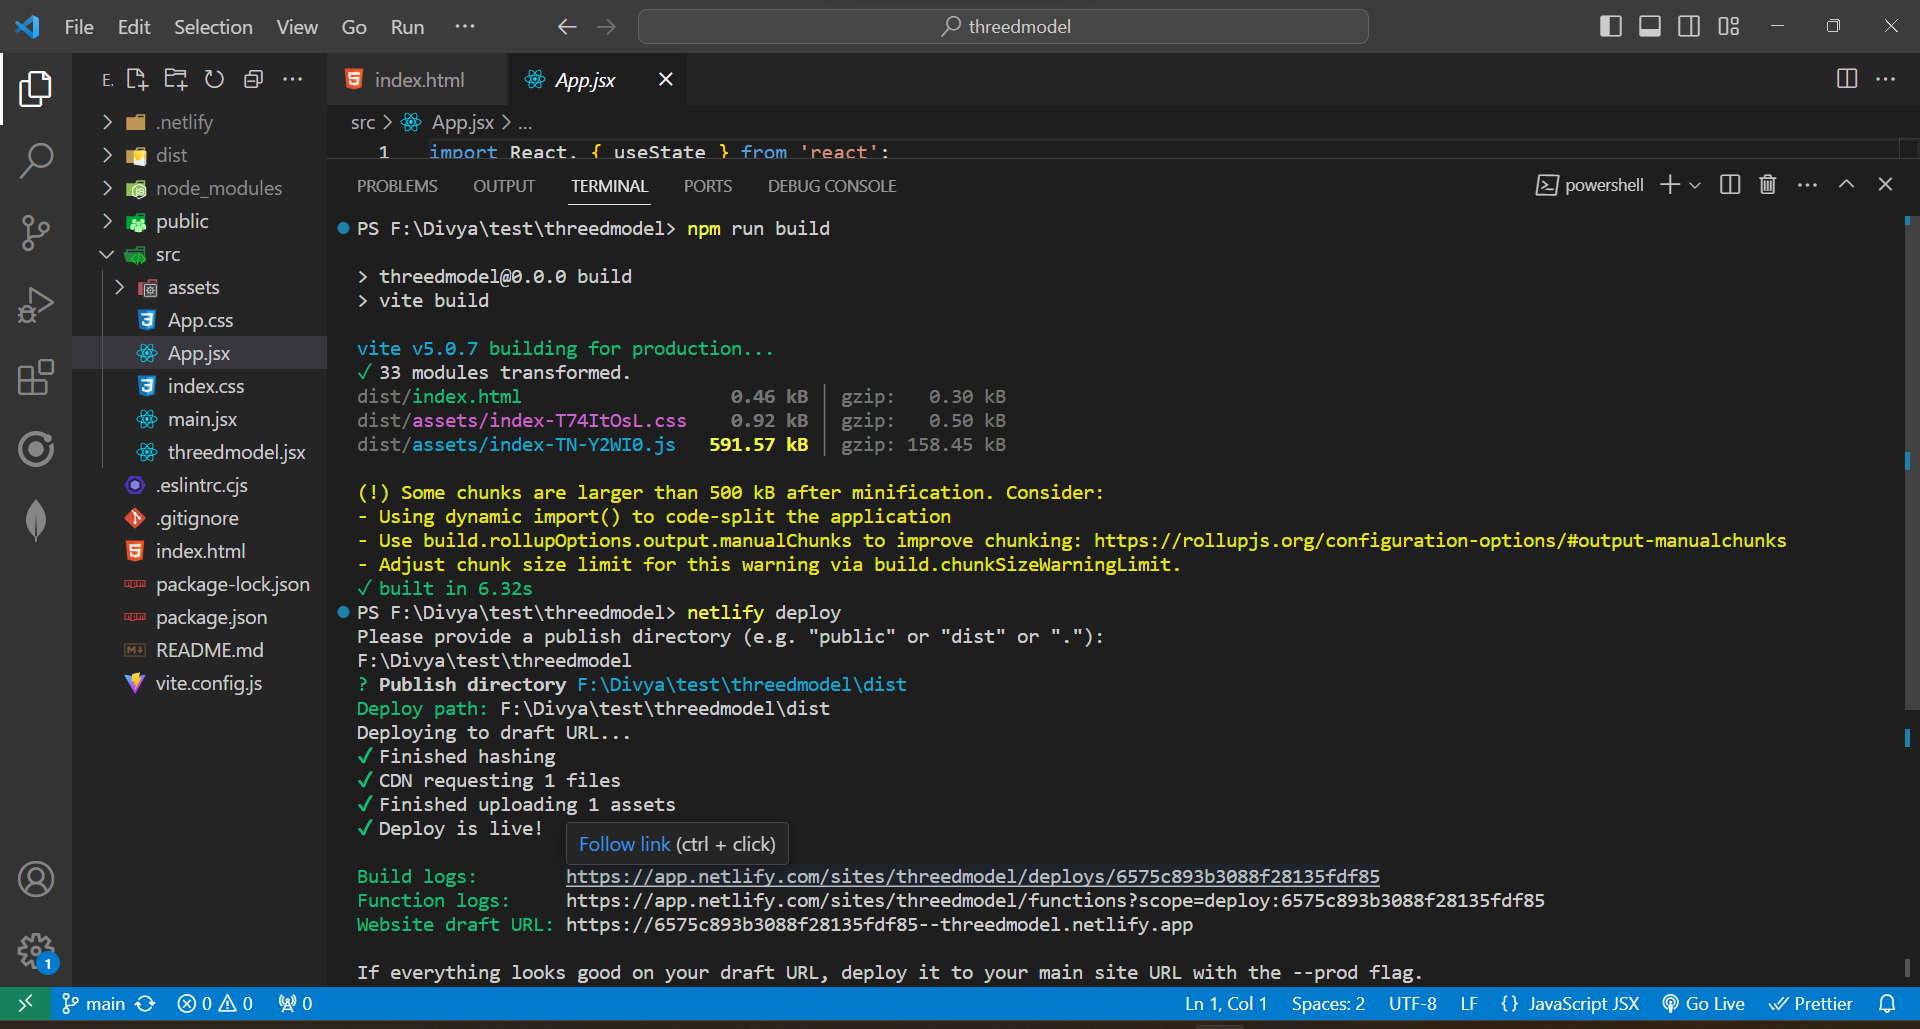 File Edit Selection View Go Run ··· threedmodel
E.
index.html App.jsx
.netlify
dist
node_modules
public
src
assets
App.css
App.jsx
index.css
main.jsx
threedmodel.jsx
.eslintrc.cjs
.gitignore
index.html
package-lock.json
package.json
README.md
vite.config.js
src > App.jsx > ...
1 import React, { useState } from 'react';
PROBLEMS OUTPUT TERMINAL PORTS DEBUG CONSOLE powershell
PS F:\Divya\test\threedmodel> npm run build
> threedmodel@0.0.0 build
> vite build
vite v5.0.7 building for production...
✓ 33 modules transformed.
dist/index.html 0.46 kB │ gzip: 0.30 kB
dist/assets/index-T74ItOsL.css 0.92 kB │ gzip: 0.50 kB
dist/assets/index-TN-Y2WI0.js 591.57 kB │ gzip: 158.45 kB
(!) Some chunks are larger than 500 kB after minification. Consider:
- Using dynamic import() to code-split the application
- Use build.rollupOptions.output.manualChunks to improve chunking: https://rollupjs.org/configuration-options/#output-manualchunks
- Adjust chunk size limit for this warning via build.chunkSizeWarningLimit.
✓ built in 6.32s
PS F:\Divya\test\threedmodel> netlify deploy
Please provide a publish directory (e.g. "public" or "dist" or "."):
F:\Divya\test\threedmodel
? Publish directory F:\Divya\test\threedmodel\dist
Deploy path: F:\Divya\test\threedmodel\dist
Deploying to draft URL...
✓ Finished hashing
✓ CDN requesting 1 files
✓ Finished uploading 1 assets
✓ Deploy is live!
Follow link (ctrl + click)
Build logs: https://app.netlify.com/sites/threedmodel/deploys/6575c893b3088f28135fdf85
Function logs: https://app.netlify.com/sites/threedmodel/functions?scope=deploy:6575c893b3088f28135fdf85
Website draft URL: https://6575c893b3088f28135fdf85--threedmodel.netlify.app
If everything looks good on your draft URL, deploy it to your main site URL with the --prod flag.
1
main 0 0 0 Ln 1, Col 1 Spaces: 2 UTF-8 LF {} JavaScript JSX Go Live Prettier